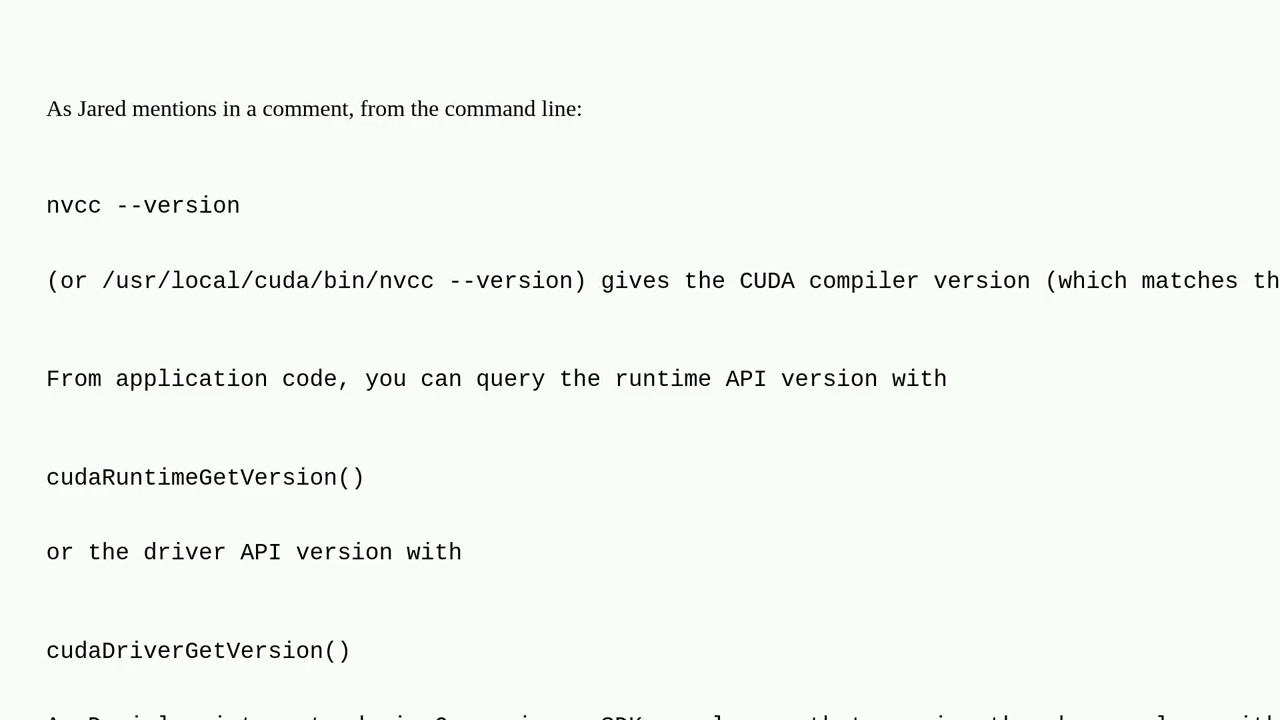 As Jared mentions in a comment, from the command line:
nvcc --version
(or /usr/local/cuda/bin/nvcc --version) gives the CUDA compiler version (which matches th
From application code, you can query the runtime API version with
cudaRuntimeGetVersion()
or the driver API version with
cudaDriverGetVersion()